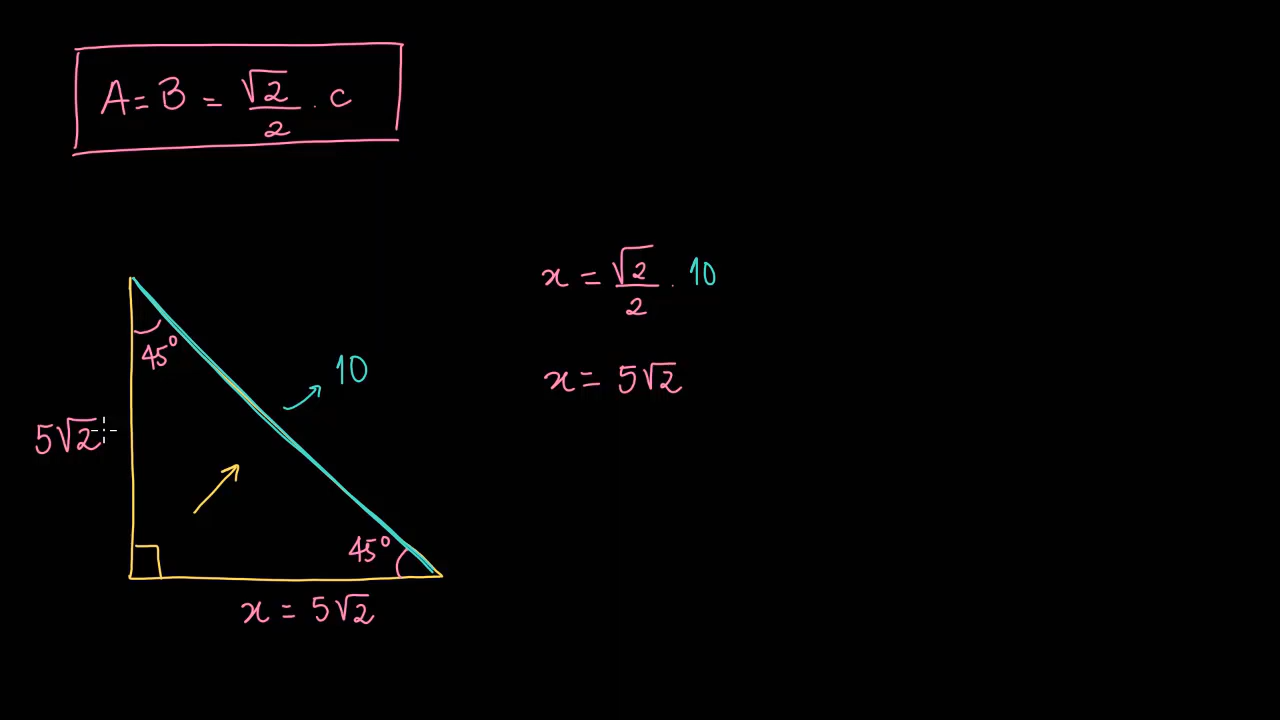 A = B = √2/2 . c
x = √2/2 . 10
45°
10
x = 5√2
5√2
45°
x = 5√2